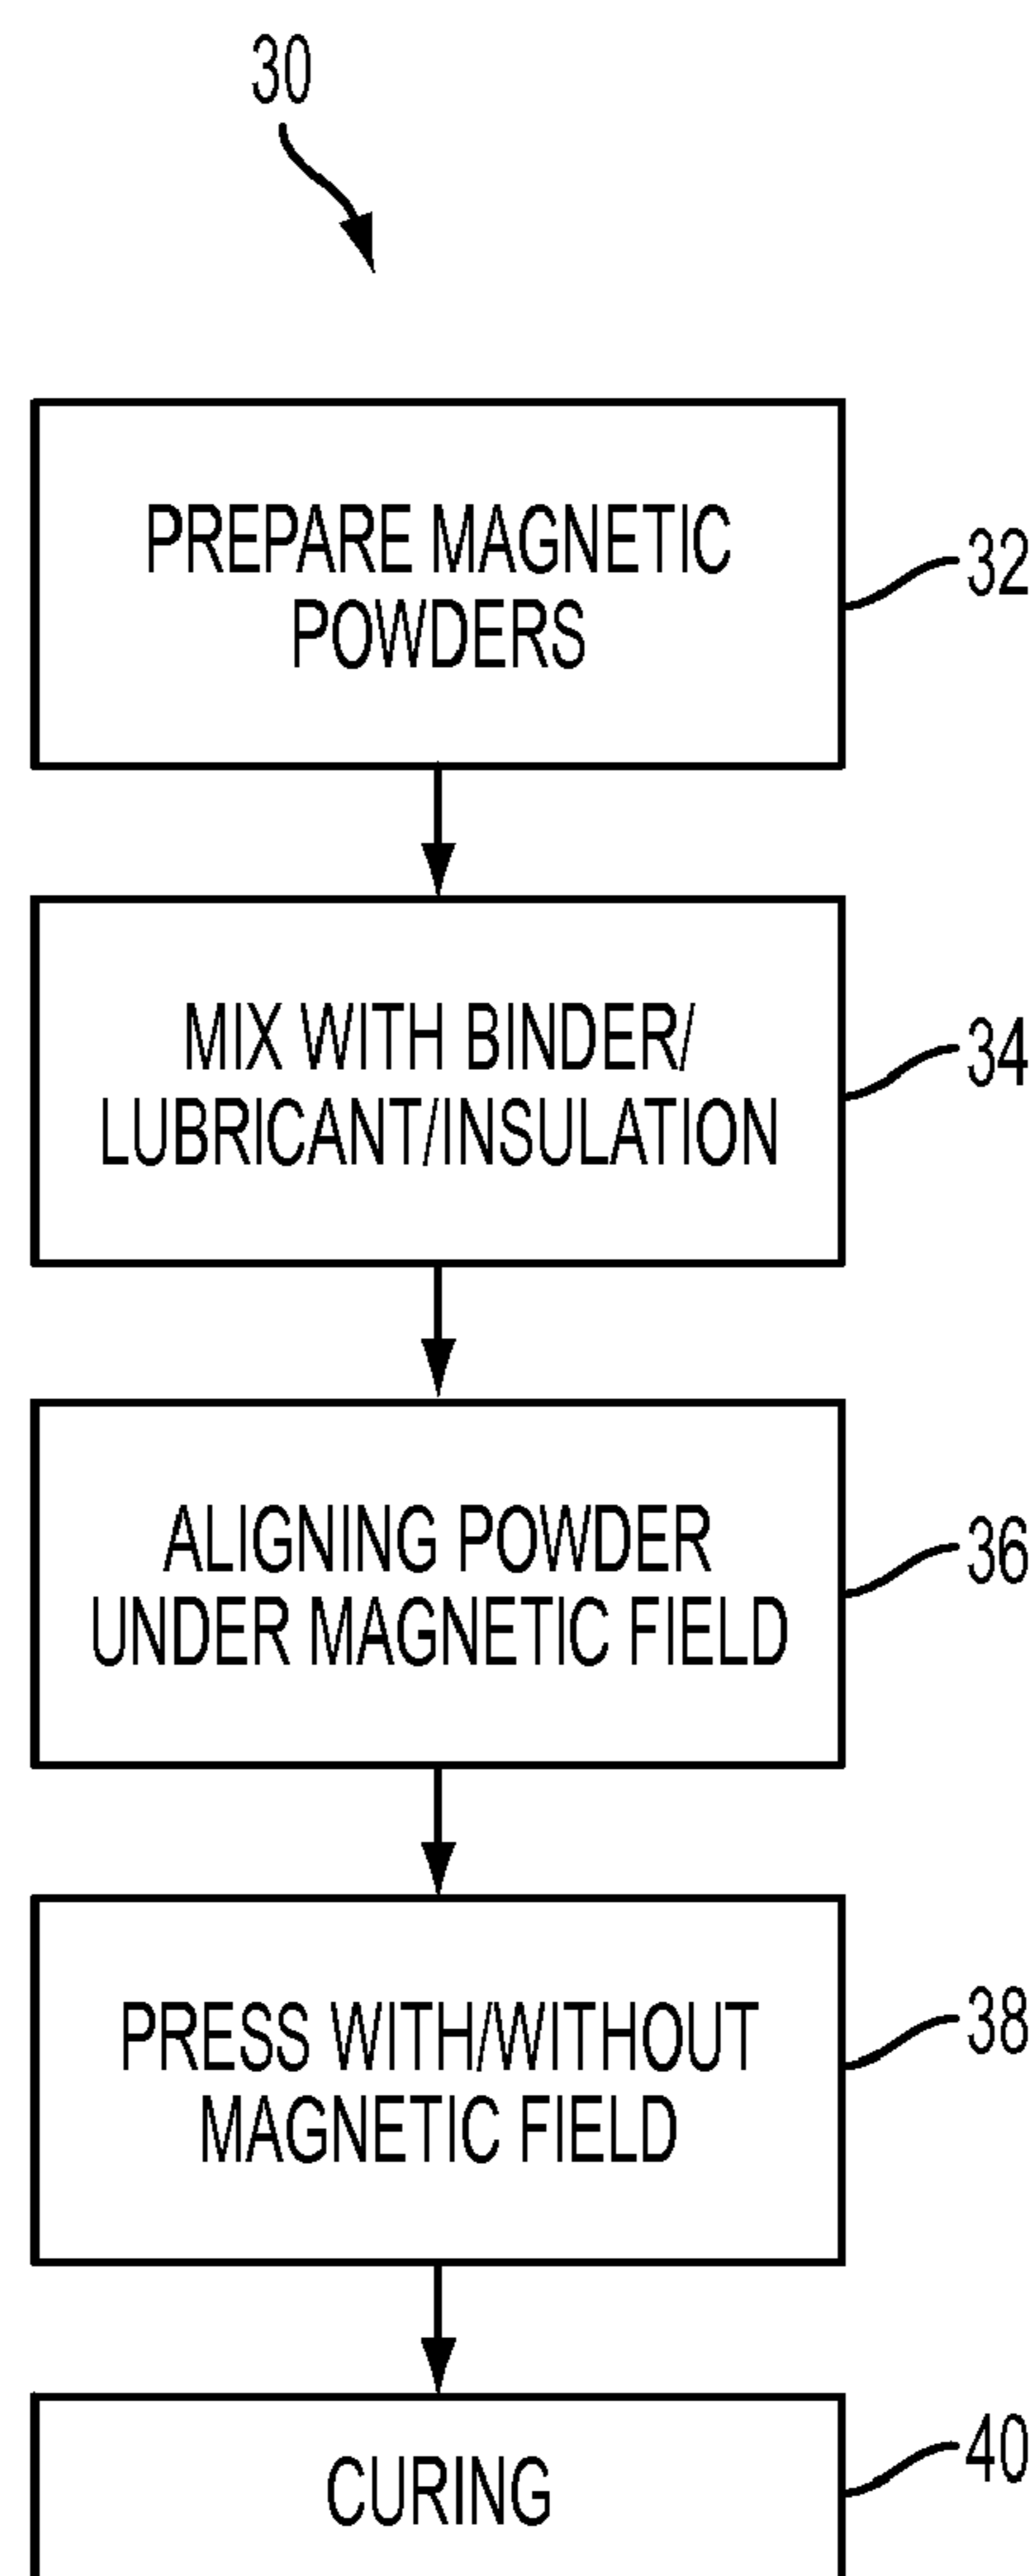 30
PREPARE MAGNETIC
POWDERS
32
MIX WITH BINDER/
LUBRICANT/INSULATION
34
ALIGNING POWDER
UNDER MAGNETIC FIELD
36
PRESS WITH/WITHOUT
MAGNETIC FIELD
38
CURING
40